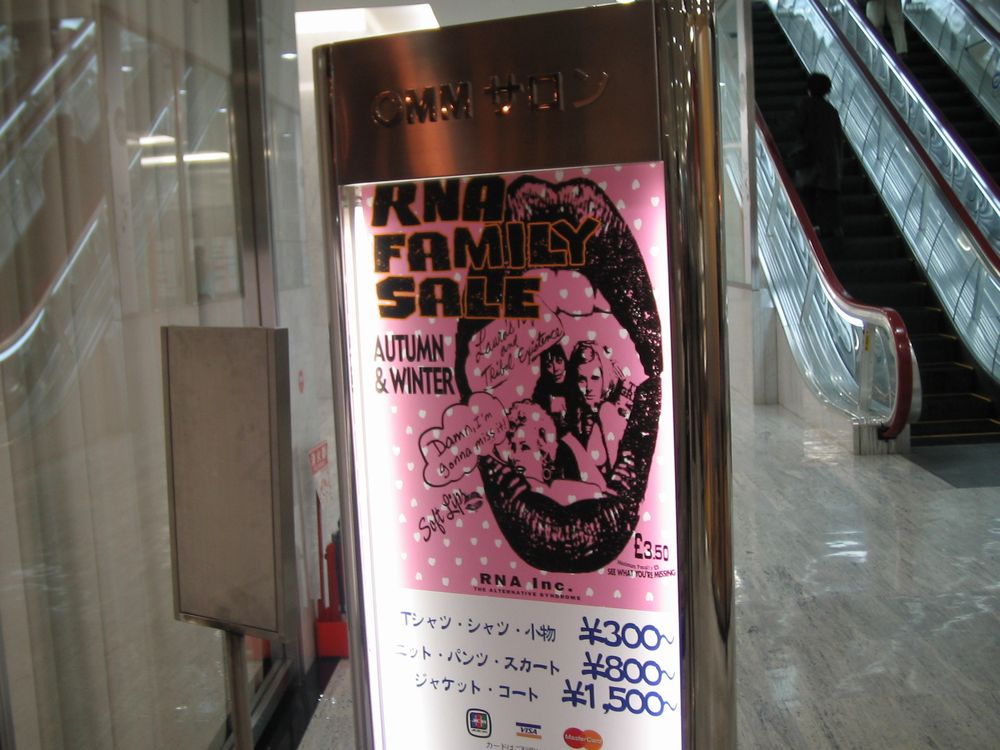 OMM サロン
RNA
FAMILY
SALE
AUTUMN
& WINTER
and
Tribal Existence
Damn, I'm
gonna miss it!
Soft Lips
£3.50
SEE WHAT YOU'RE MISSING
RNA Inc.
THE ALTERNATIVE SYNDROME
Tシャツ・シャツ・小物 ¥300~
ニット・パンツ・スカート ¥800~
ジャケット・コート ¥1,500~
JCB VISA MasterCard